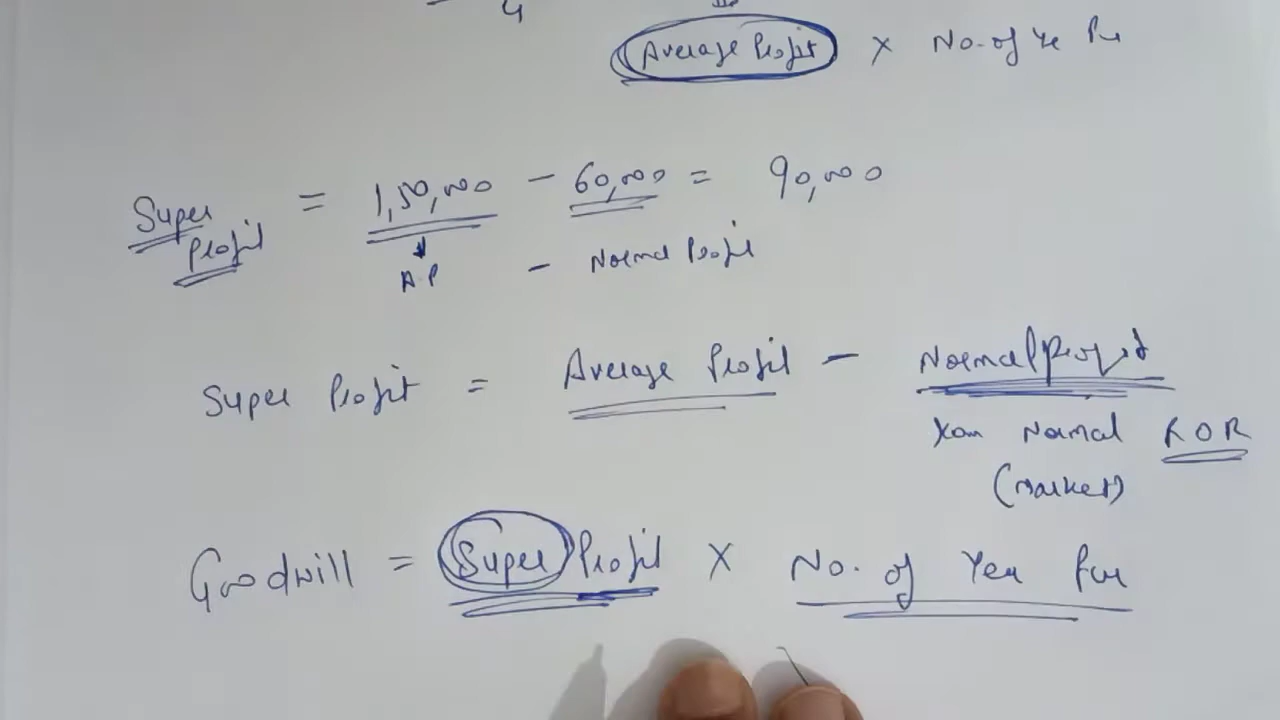 4
Average Profit × No. of Ye Pu
Super Profit = 1,50,000 - 60,000 = 90,000
A.P - Normal Profit
Super Profit = Average Profit - Normal Profit
Normal ROR
(market)
Goodwill = Super Profit × No. of Year Pur